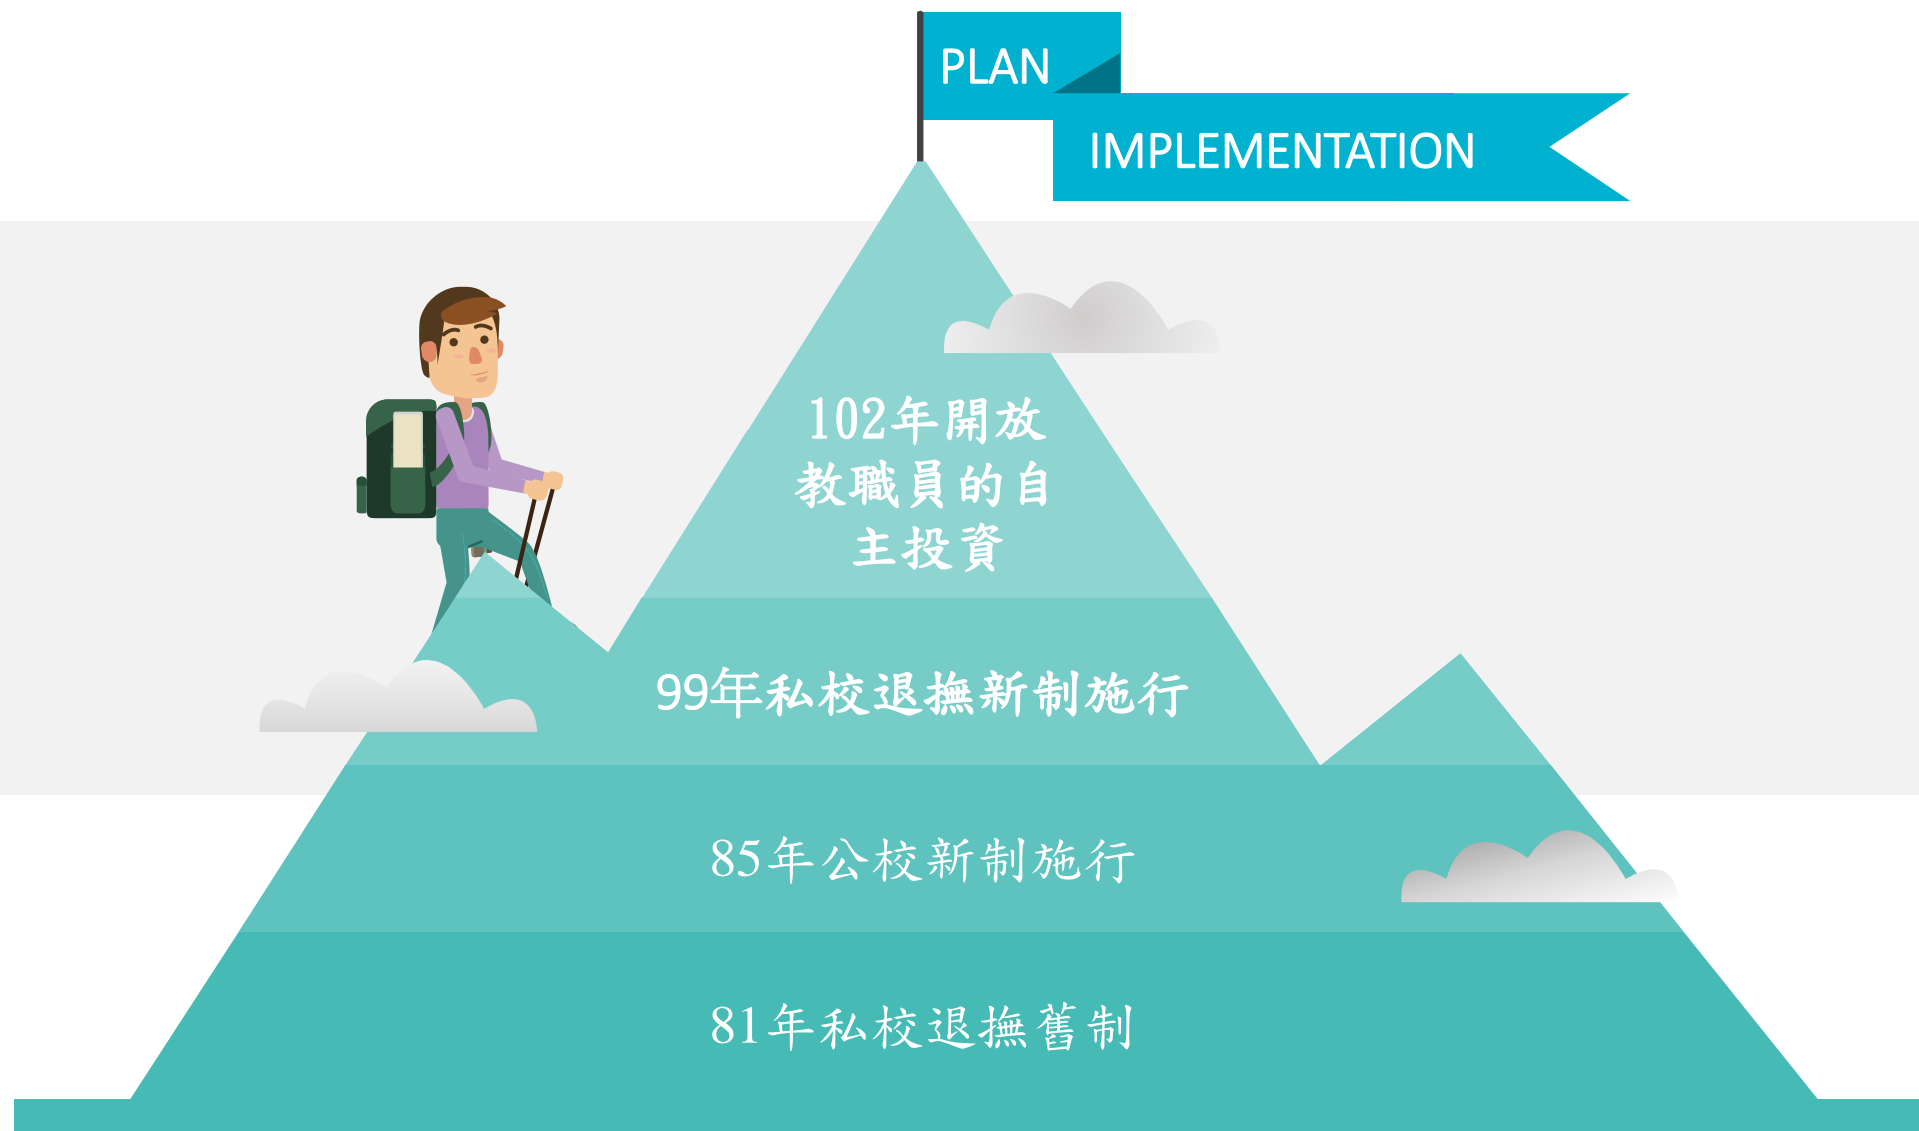 PLAN
IMPLEMENTATION
102年開放
教職員的自
主投資
99年私校退撫新制施行
85年公校新制施行
81年私校退撫舊制